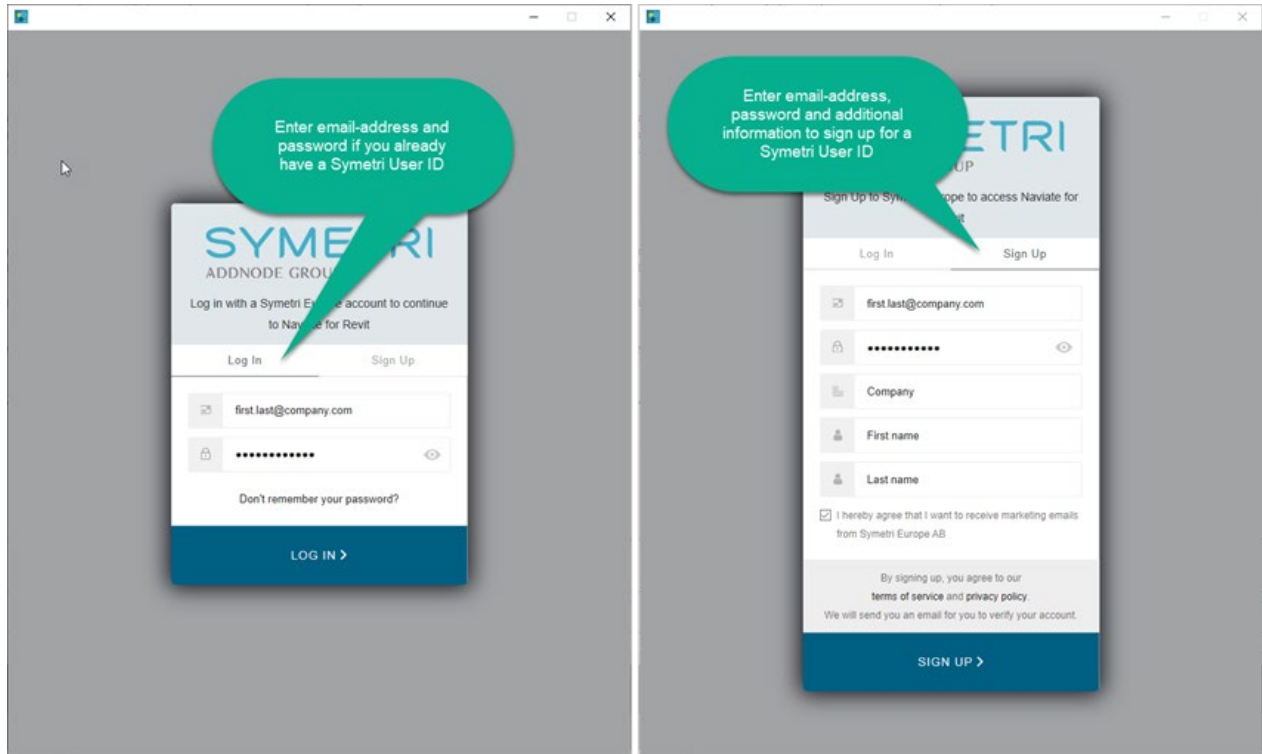 Enter email-address and
password if you already
have a Symetri User ID
SYME RI
ADDNODE GROU
Log in with a Symetri E e account to continue
to Nav e for Revit
Log In
Sign Up
first.last@company.com
••••••••••••
Don't remember your password?
LOG IN >
Enter email-address,
password and additional
information to sign up for a
Symetri User ID
ETRI
UP
Sign Up to Sym ope to access Naviate for
it
Log In
Sign Up
first.last@company.com
•••••••••••
Company
First name
Last name
I hereby agree that I want to receive marketing emails
from Symetri Europe AB
By signing up, you agree to our
terms of service and privacy policy.
We will send you an email for you to verify your account.
SIGN UP >